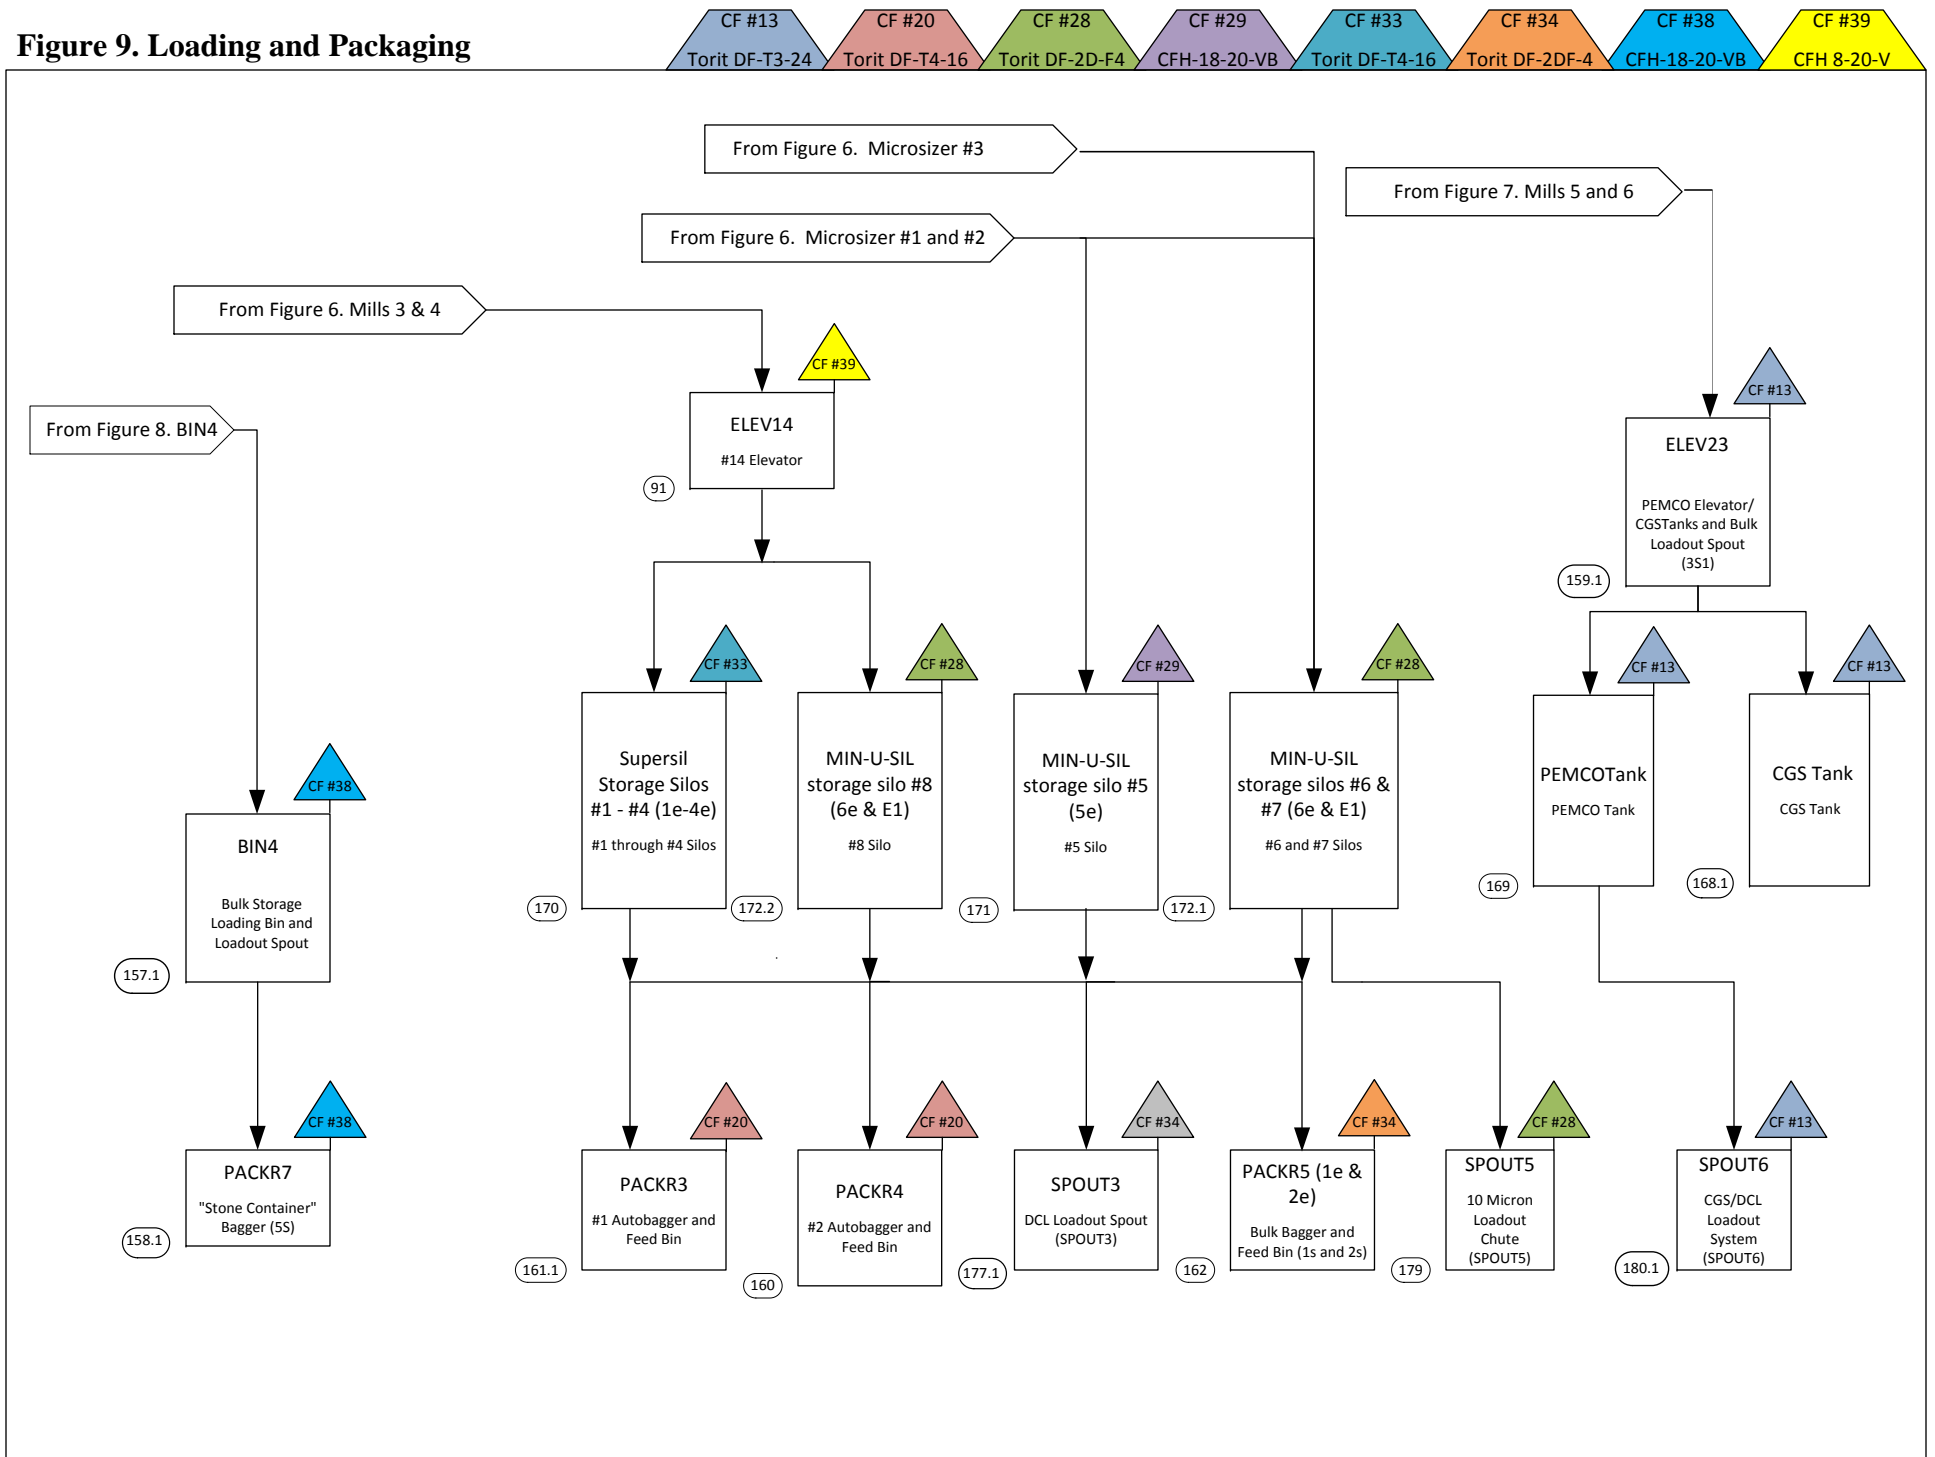 Figure 9. Loading and Packaging
CF #13
Torit DF-T3-24
CF #20
Torit DF-T4-16
CF #28
Torit DF-2D-F4
CF #29
CFH-18-20-VB
CF #33
Torit DF-T4-16
CF #34
Torit DF-2DF-4
CF #38
CFH-18-20-VB
CF #39
CFH 8-20-V
From Figure 6.  Microsizer #3
From Figure 7. Mills 5 and 6
From Figure 6.  Microsizer #1 and #2
From Figure 6. Mills 3 & 4
From Figure 8. BIN4
CF #39
ELEV14
#14 Elevator
91
CF #13
ELEV23
PEMCO Elevator/
CGSTanks and Bulk
Loadout Spout
(3S1)
159.1
CF #38
BIN4
Bulk Storage
Loading Bin and
Loadout Spout
157.1
CF #33
Supersil
Storage Silos
#1 - #4 (1e-4e)
#1 through #4 Silos
170
CF #28
MIN-U-SIL
storage silo #8
(6e & E1)
#8 Silo
172.2
CF #29
MIN-U-SIL
storage silo #5
(5e)
#5 Silo
171
CF #28
MIN-U-SIL
storage silos #6 &
#7 (6e & E1)
#6 and #7 Silos
172.1
CF #13
PEMCOTank
PEMCO Tank
169
CF #13
CGS Tank
CGS Tank
168.1
CF #38
PACKR7
"Stone Container"
Bagger (5S)
158.1
CF #20
PACKR3
#1 Autobagger and
Feed Bin
161.1
CF #20
PACKR4
#2 Autobagger and
Feed Bin
160
CF #34
SPOUT3
DCL Loadout Spout
(SPOUT3)
177.1
CF #34
PACKR5 (1e &
2e)
Bulk Bagger and
Feed Bin (1s and 2s)
162
CF #28
SPOUT5
10 Micron
Loadout
Chute
(SPOUT5)
179
CF #13
SPOUT6
CGS/DCL
Loadout
System
(SPOUT6)
180.1